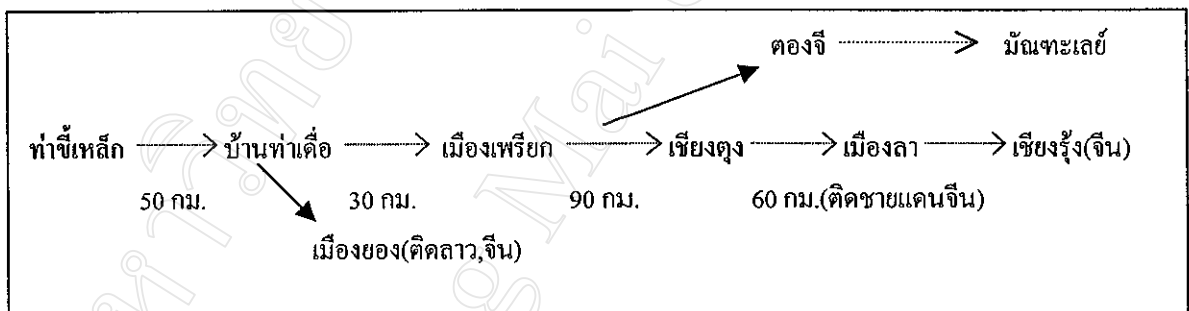 ตองจี มัณฑะเลย์
ท่าขี้เหล็ก บ้านท่าเดื่อ เมืองเพรียก เชียงตุง เมืองลา เชียงรุ้ง(จีน)
50 กม. 30 กม. 90 กม. 60 กม.(ติดชายแดนจีน)
เมืองยอง(ติดลาว,จีน)